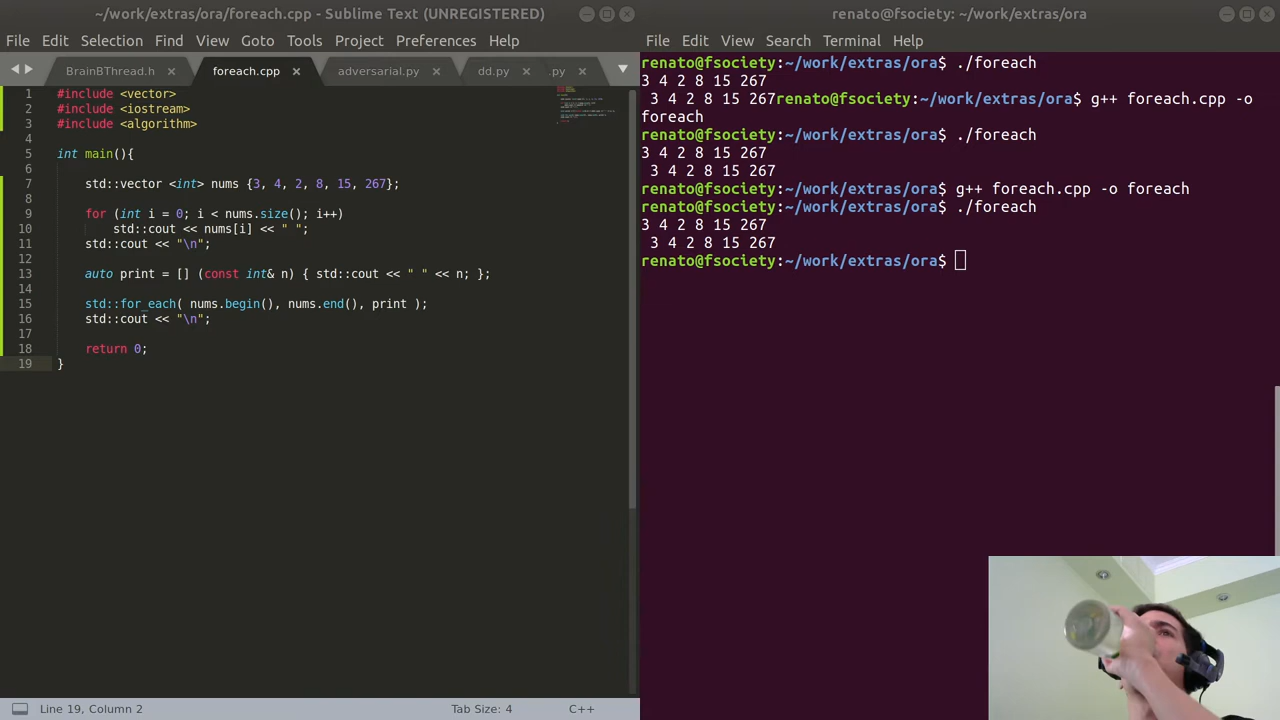 ~/work/extras/ora/foreach.cpp - Sublime Text (UNREGISTERED)
File Edit Selection Find View Goto Tools Project Preferences Help
BrainBThread.h × foreach.cpp × adversarial.py × dd.py × .py ×
1 #include <vector>
2 #include <iostream>
3 #include <algorithm>
4
5 int main(){
6
7     std::vector <int> nums {3, 4, 2, 8, 15, 267};
8
9     for (int i = 0; i < nums.size(); i++)
10         std::cout << nums[i] << " ";
11     std::cout << "\n";
12
13     auto print = [] (const int& n) { std::cout << " " << n; };
14
15     std::for_each( nums.begin(), nums.end(), print );
16     std::cout << "\n";
17
18     return 0;
19 }
Line 19, Column 2
Tab Size: 4
C++
renato@fsociety: ~/work/extras/ora
File Edit View Search Terminal Help
renato@fsociety:~/work/extras/ora$ ./foreach
3 4 2 8 15 267
 3 4 2 8 15 267renato@fsociety:~/work/extras/ora$ g++ foreach.cpp -o
foreach
renato@fsociety:~/work/extras/ora$ ./foreach
3 4 2 8 15 267
 3 4 2 8 15 267
renato@fsociety:~/work/extras/ora$ g++ foreach.cpp -o foreach
renato@fsociety:~/work/extras/ora$ ./foreach
3 4 2 8 15 267
 3 4 2 8 15 267
renato@fsociety:~/work/extras/ora$